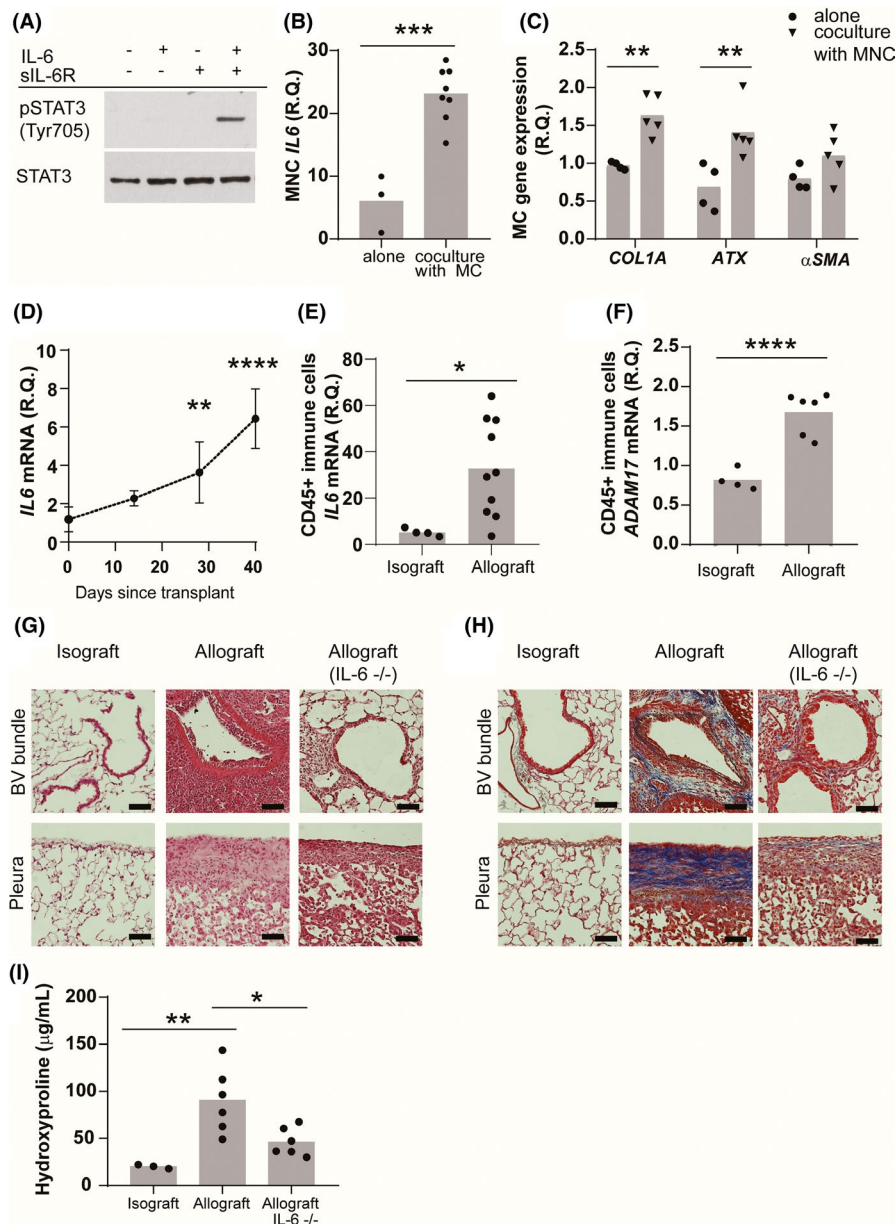 (A)
IL-6 - + - +
sIL-6R - - + +
pSTAT3
(Tyr705)
STAT3
(B)
***
MNC IL6 (R.Q.)
30
20
10
0
alone
coculture
with MC
(C)
alone
coculture
with MNC
** **
MC gene expression
(R.Q.)
2.5
2.0
1.5
1.0
0.5
0.0
COL1A ATX αSMA
(D)
IL6 mRNA (R.Q.)
10
8
6
4
2
0
**
****
0 10 20 30 40
Days since transplant
(E)
*
CD45+ immune cells
IL6 mRNA (R.Q.)
80
60
40
20
0
Isograft Allograft
(F)
****
CD45+ immune cells
ADAM17 mRNA (R.Q.)
2.5
2.0
1.5
1.0
0.5
0.0
Isograft Allograft
(G)
Isograft Allograft Allograft
(IL-6 -/-)
BV bundle
Pleura
(H)
Isograft Allograft Allograft
(IL-6 -/-)
BV bundle
Pleura
(I)
** *
Hydroxyproline (μg/mL)
200
150
100
50
0
Isograft Allograft Allograft
IL-6 -/-